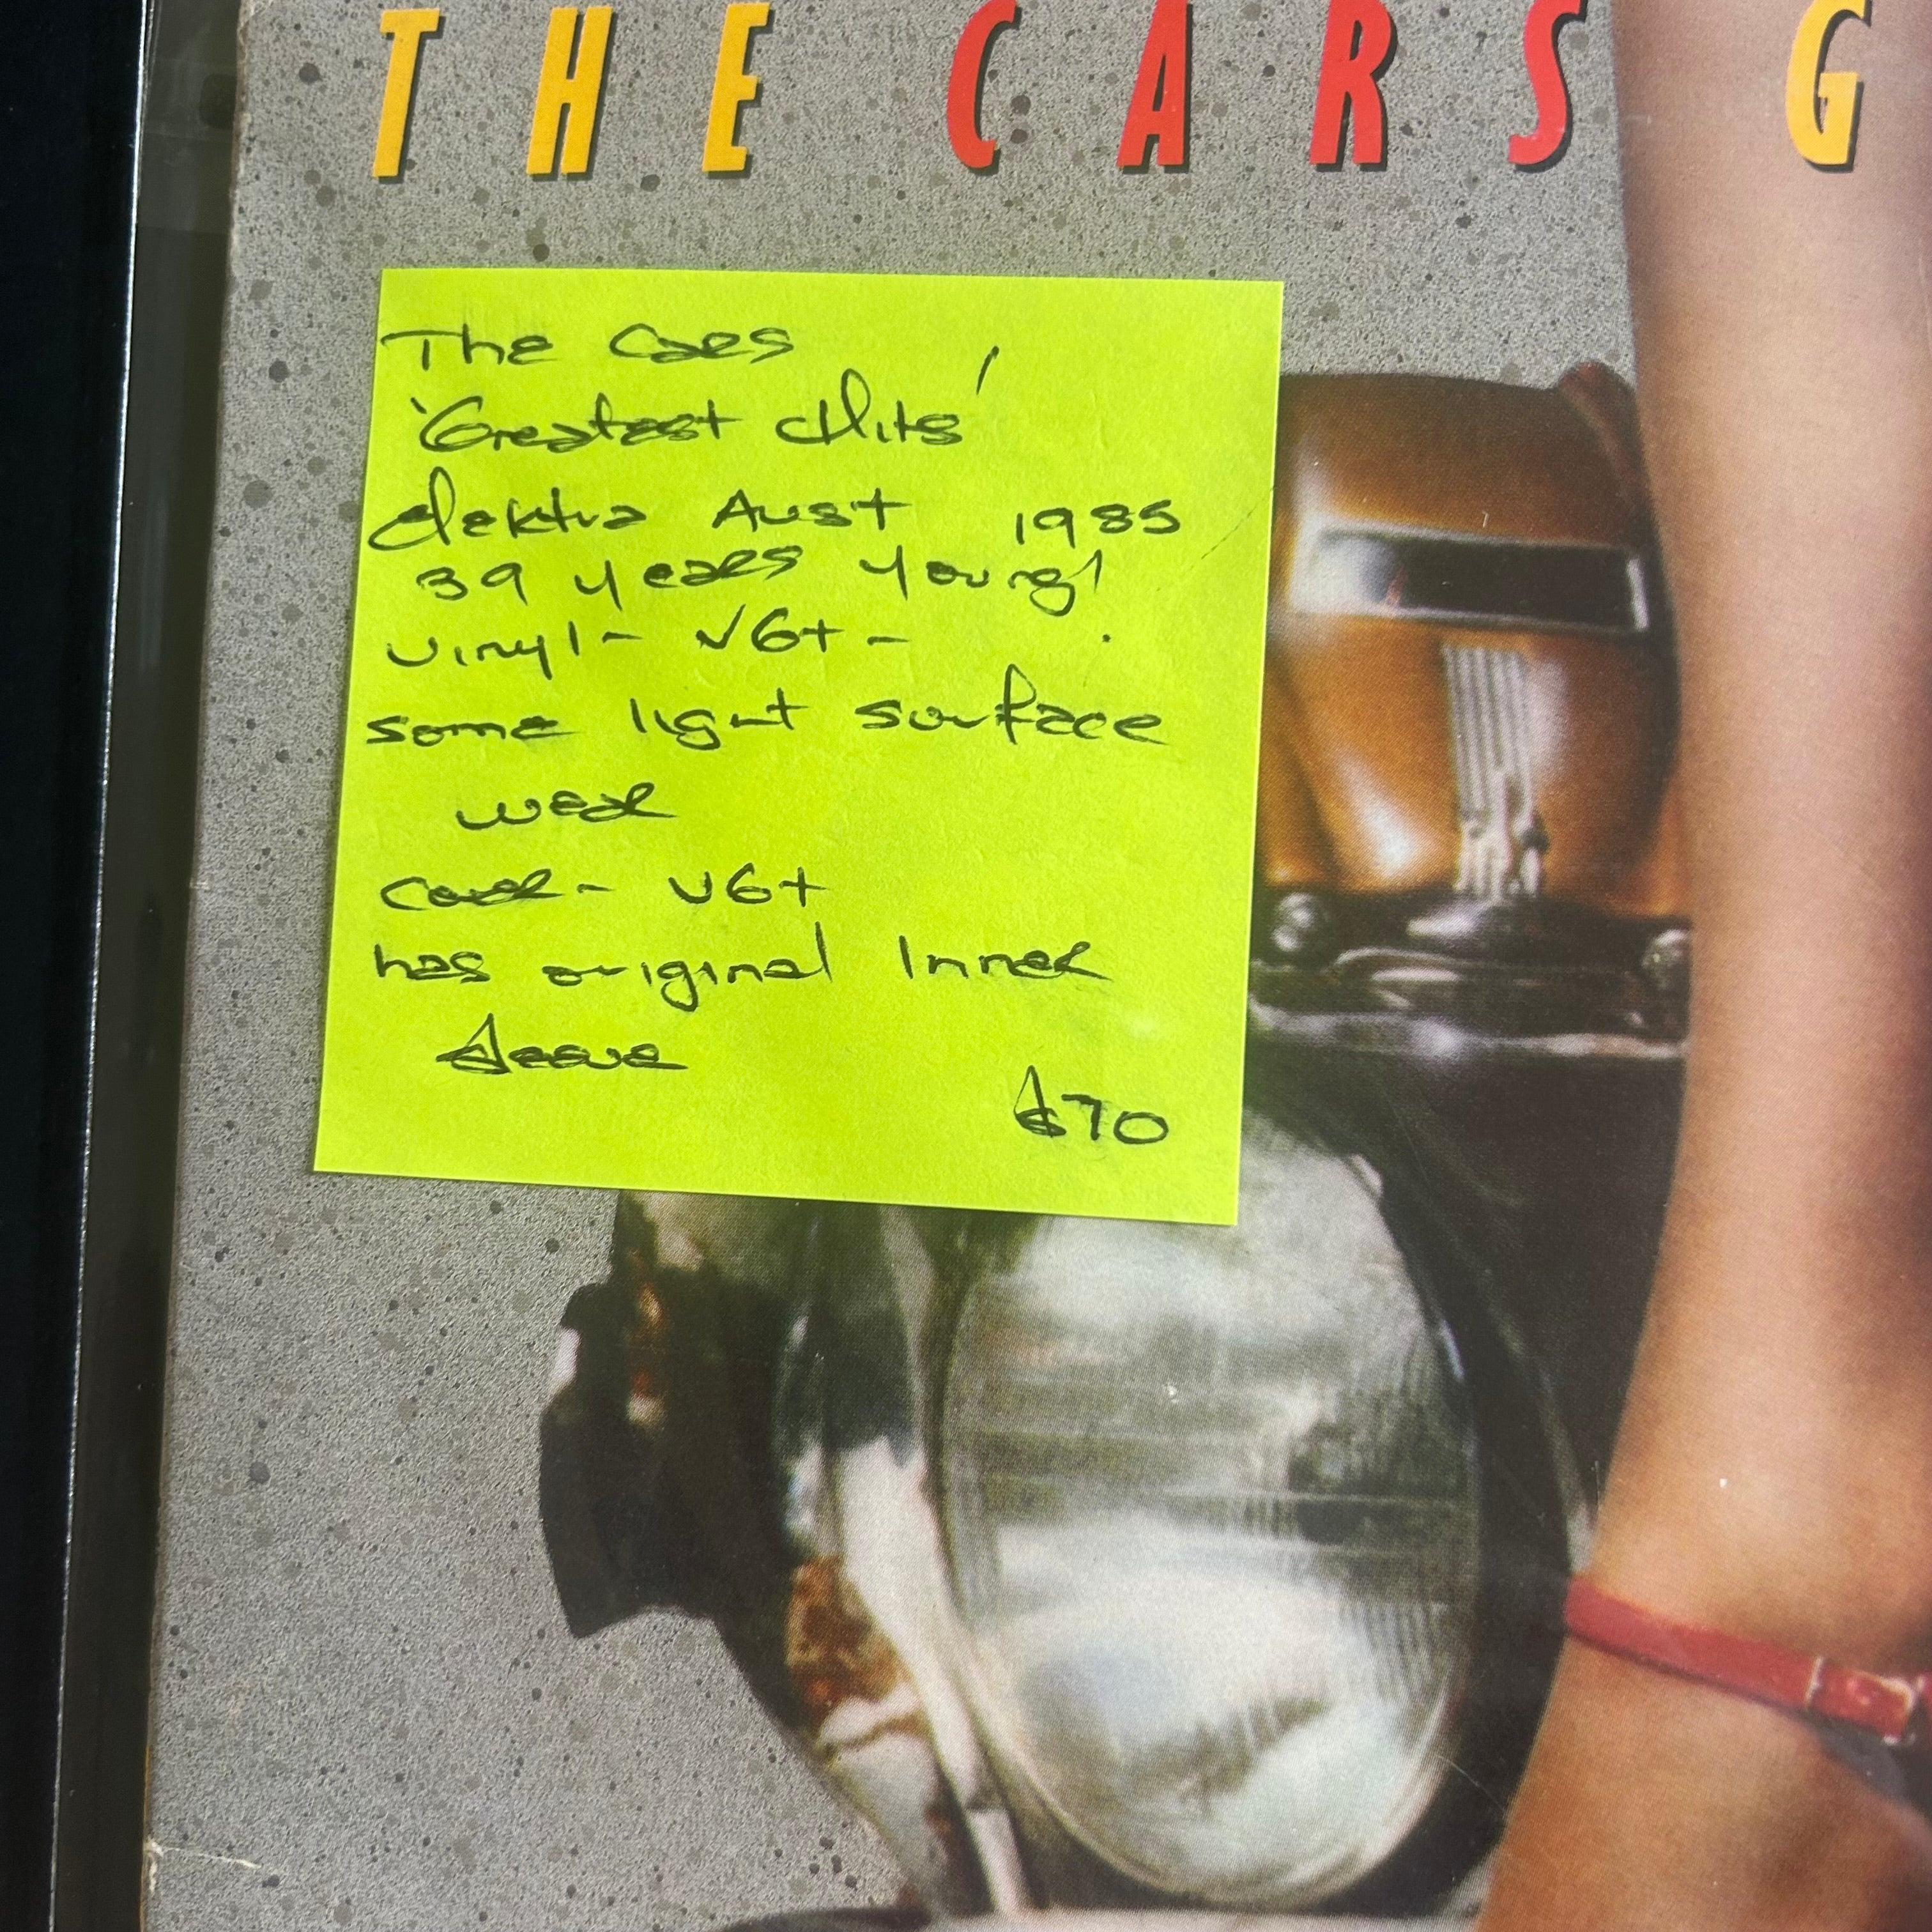 THE CARS G
The Cars
'Greatest Hits'
Elektra Aust 1985
39 years young!
Vinyl - VG+ -
some light surface
wear
Cover - VG+
has original Inner
Sleeve
$70